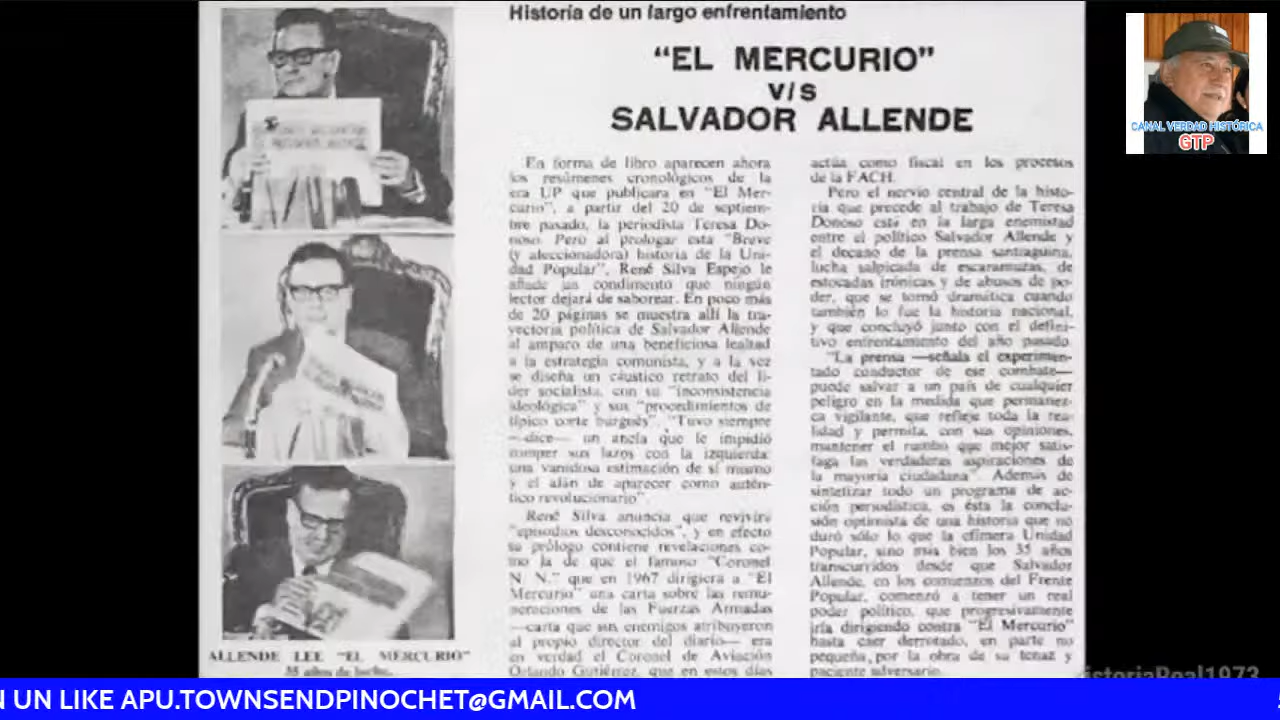 Historia de un largo enfrentamiento
"EL MERCURIO"
v/s
SALVADOR ALLENDE
En forma de libro aparecen ahora
los resúmenes cronológicos de la
era UP que publicara en "El Mer-
curio", a partir del 20 de septiem-
bre pasado, la periodista Teresa Do-
noso. Pero al prologar esta "Breve
(y aleccionadora) historia de la Uni-
dad Popular", René Silva Espejo le
añade un condimento que ningún
lector dejará de saborear. En poco más
de 20 páginas se muestra allí la tra-
yectoria política de Salvador Allende
al amparo de una beneficiosa lealtad
a la estrategia comunista, y a la vez
se diseña un cáustico retrato del lí-
der socialista, con su "inconsistencia
ideológica" y sus "procedimientos de
típico corte burgués". "Tuvo siempre
—dice— un ancla que le impidió
romper sus lazos con la izquierda:
una vanidosa estimación de sí mismo
y el afán de aparecer como autén-
tico revolucionario".
René Silva anuncia que revivirá
"episodios desconocidos", y en efecto
su prólogo contiene revelaciones co-
mo la de que el famoso "Coronel
N. N." que en 1967 dirigiera a "El
Mercurio" una carta sobre las remu-
neraciones de las Fuerzas Armadas
—carta que sus enemigos atribuyeron
al propio director del diario— era
en verdad el Coronel de Aviación
Orlando Gutiérrez, que en estos días
actúa como fiscal en los procesos
de la FACH.
Pero el nervio central de la histo-
ria que precede al trabajo de Teresa
Donoso está en la larga enemistad
entre el político Salvador Allende y
el decano de la prensa santiaguina,
lucha salpicada de escaramuzas, de
estocadas irónicas y de abusos de po-
der, que se tornó dramática cuando
también lo fue la historia nacional,
y que concluyó junto con el defini-
tivo enfrentamiento del año pasado.
"La prensa —señala el experimen-
tado conductor de ese combate—
puede salvar a un país de cualquier
peligro en la medida que permanez-
ca vigilante, que refleje toda la rea-
lidad y permita, con sus opiniones,
mantener el rumbo que mejor satis-
faga las verdaderas aspiraciones de
la mayoría ciudadana". Además de
sintetizar todo un programa de ac-
ción periodística, es ésta la conclu-
sión optimista de una historia que no
duró sólo lo que la efímera Unidad
Popular, sino más bien los 35 años
transcurridos desde que Salvador
Allende, en los comienzos del Frente
Popular, comenzó a tener un real
poder político, que progresivamente
iría dirigiendo contra "El Mercurio"
hasta caer derrotado, en parte no
pequeña, por la obra de su tenaz y
paciente adversario.
ALLENDE LEE "EL MERCURIO"
35 años de lucha.
CANAL VERDAD HISTÓRICA
GTP
istoriaReal1973
N UN LIKE APU.TOWNSENDPINOCHET@GMAIL.COM